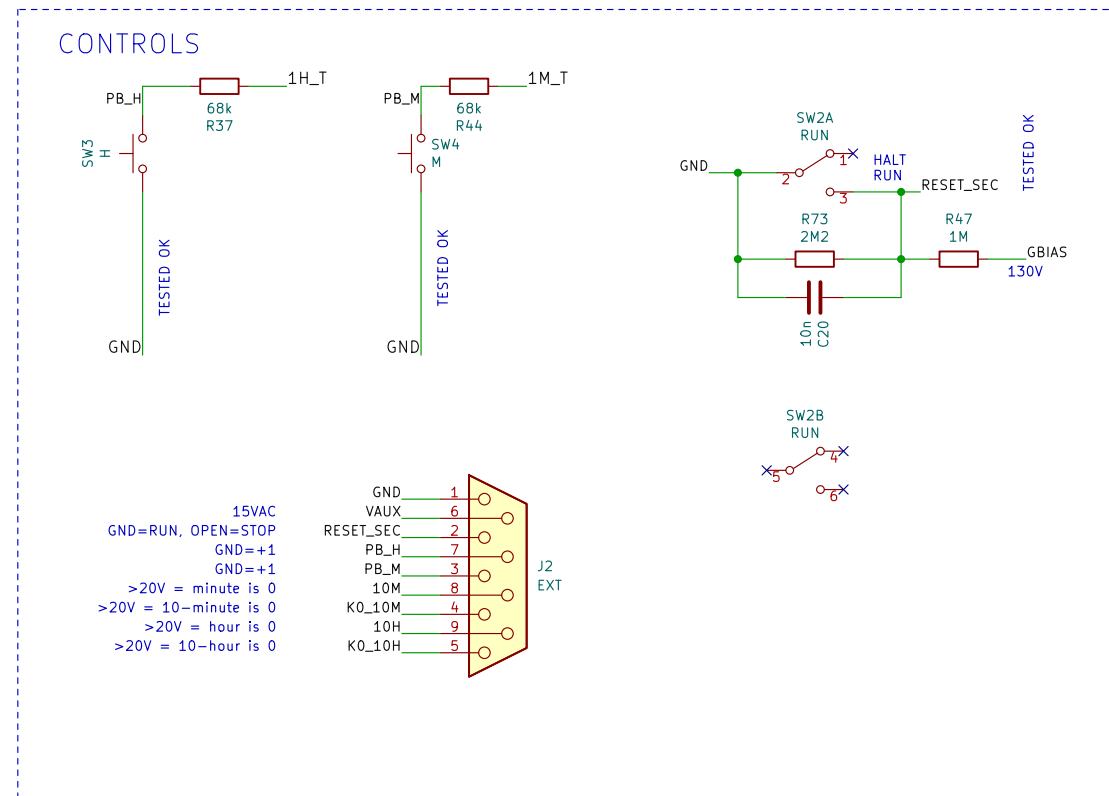 CONTROLS
1H_T
PB_H
68k
R37
SW3
H
TESTED OK
GND
1M_T
PB_M
68k
R44
SW4
M
TESTED OK
GND
SW2A
RUN
GND
1
2
3
HALT
RUN
RESET_SEC
TESTED OK
R73
2M2
R47
1M
GBIAS
130V
10n
C20
SW2B
RUN
4
5
6
GND 1
15VAC VAUX 6
GND=RUN, OPEN=STOP RESET_SEC 2
GND=+1 PB_H 7
GND=+1 PB_M 3
>20V = minute is 0 10M 8
>20V = 10-minute is 0 K0_10M 4
>20V = hour is 0 10H 9
>20V = 10-hour is 0 K0_10H 5
J2
EXT